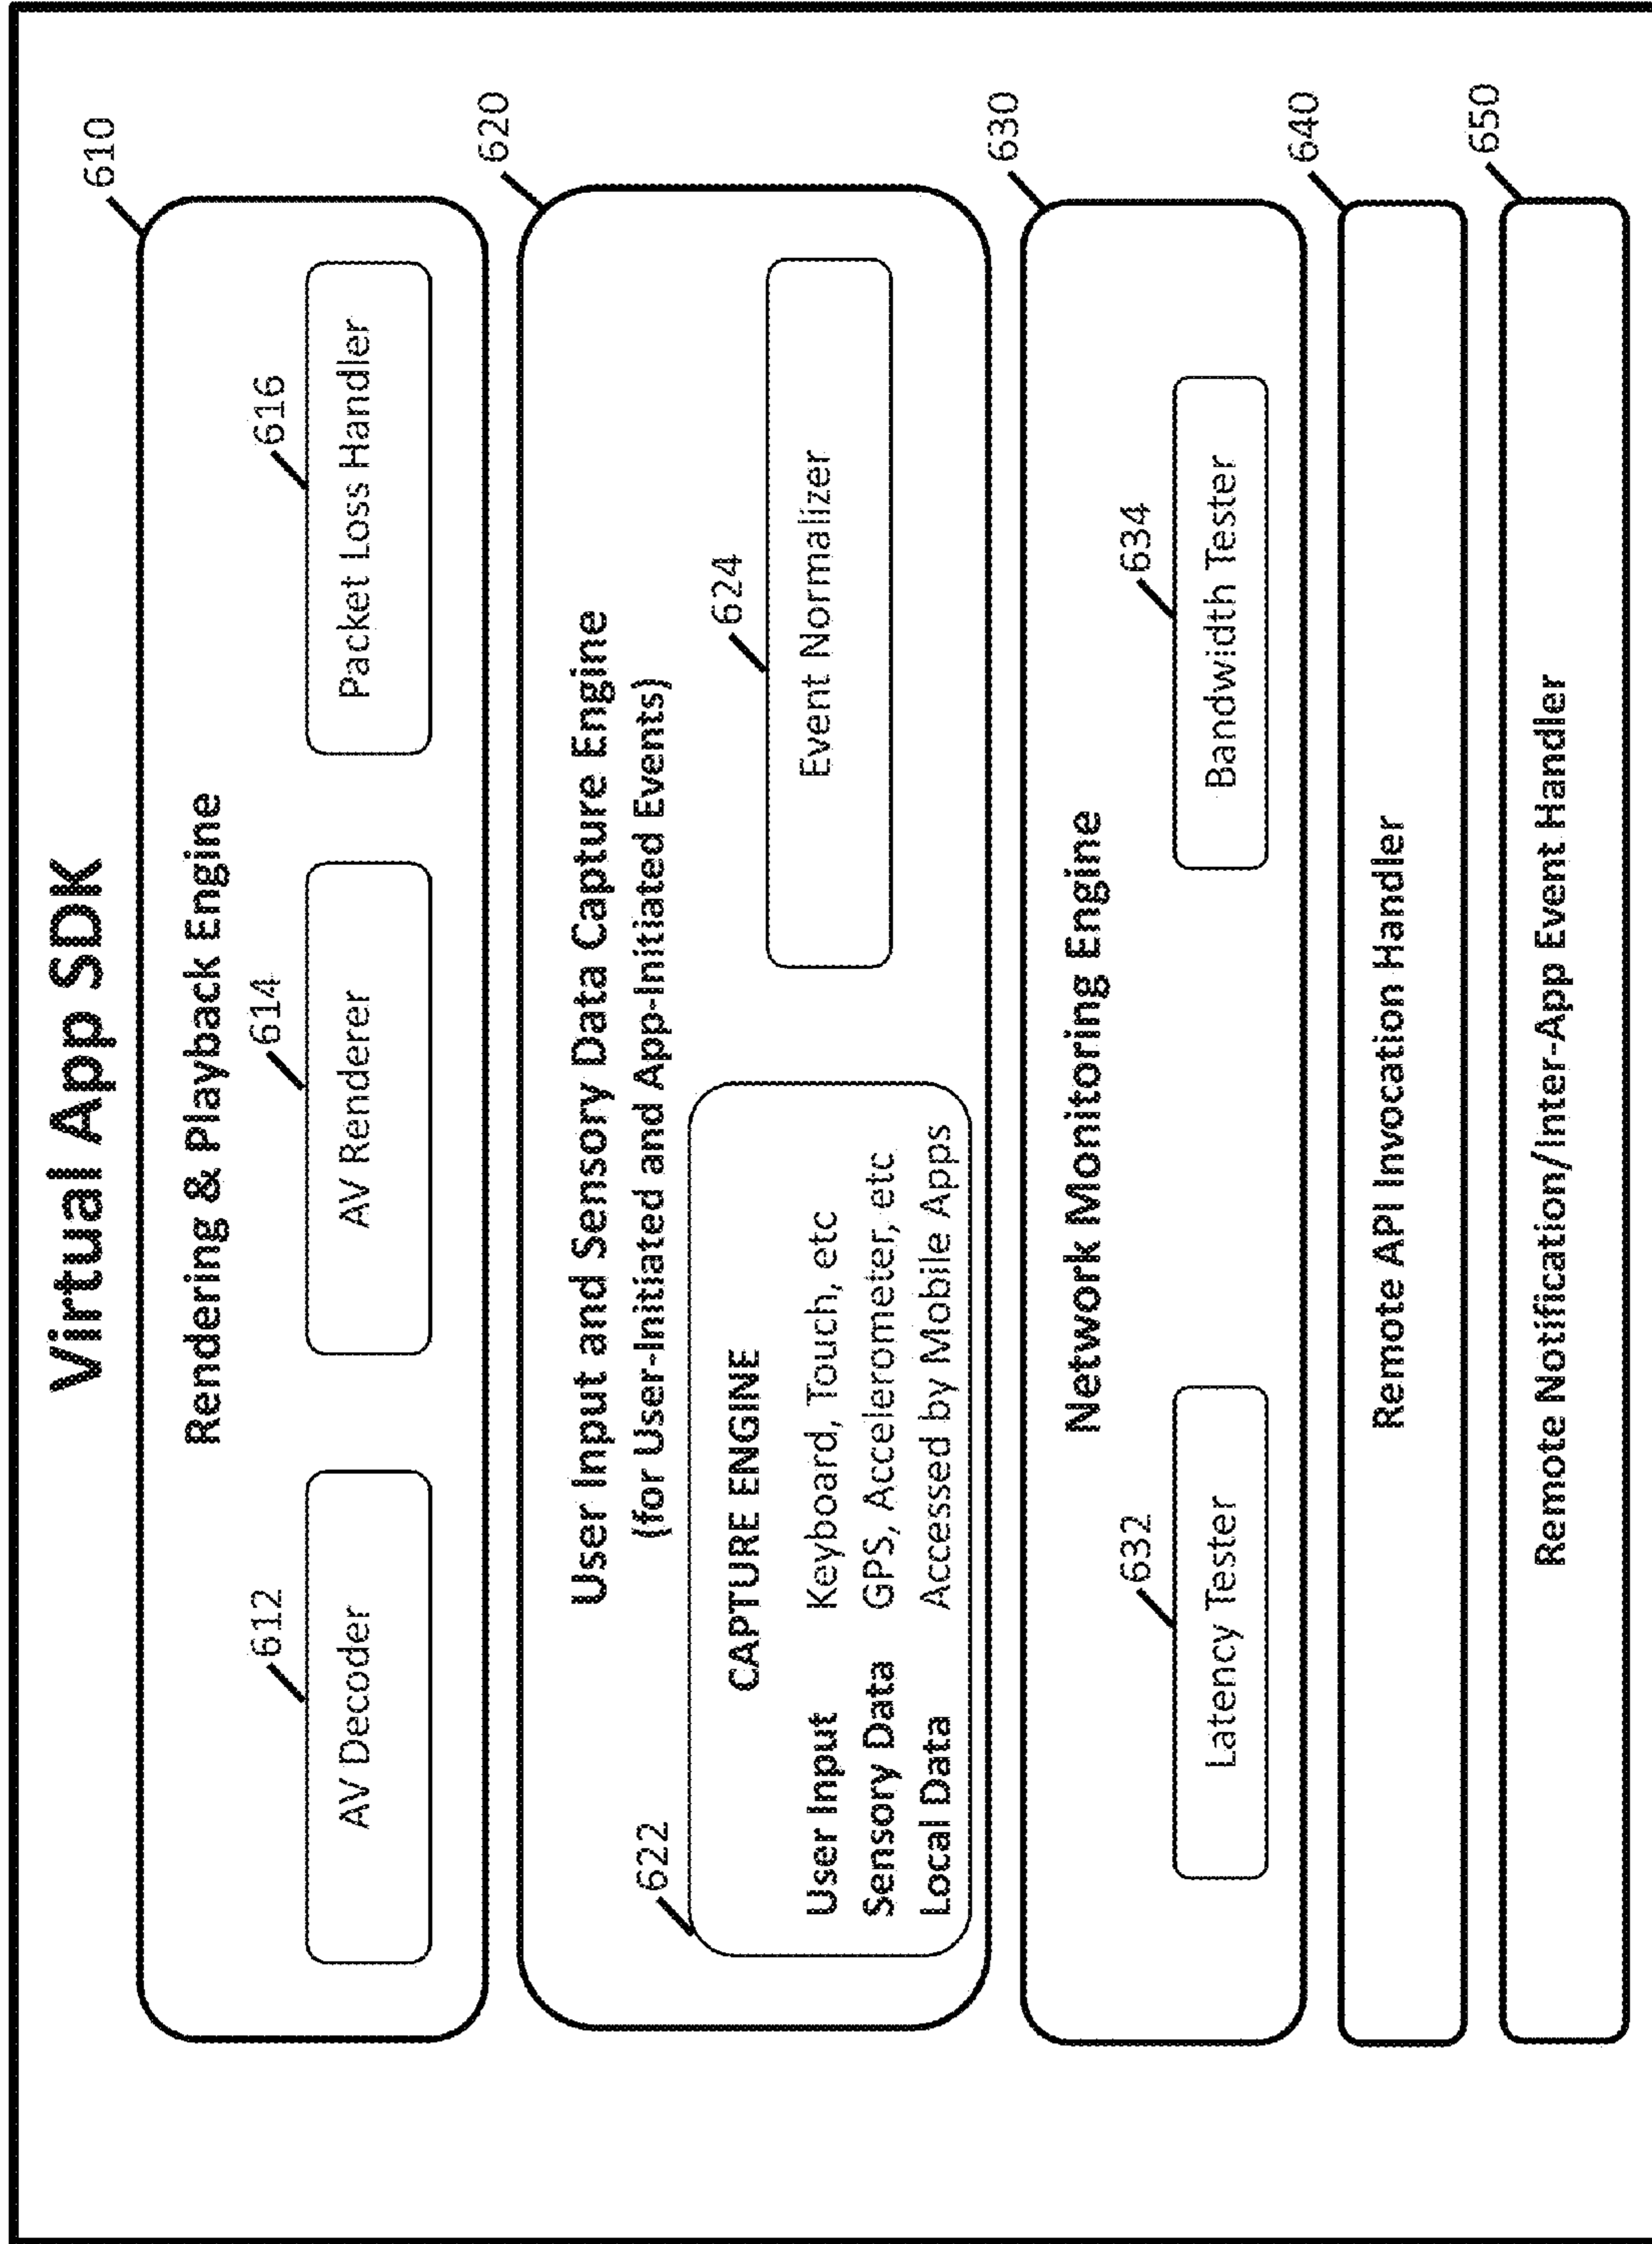 Virtual App SDK
610
Rendering & Playback Engine
612
614
616
AV Decoder
AV Renderer
Packet Loss Handler
620
User Input and Sensory Data Capture Engine
(for User-Initiated and App-Initiated Events)
622
624
CAPTURE ENGINE
User Input Keyboard, Touch, etc
Sensory Data GPS, Accelerometer, etc
Local Data Accessed by Mobile Apps
Event Normalizer
630
Network Monitoring Engine
632
634
Latency Tester
Bandwidth Tester
640
Remote API Invocation Handler
650
Remote Notification/Inter-App Event Handler